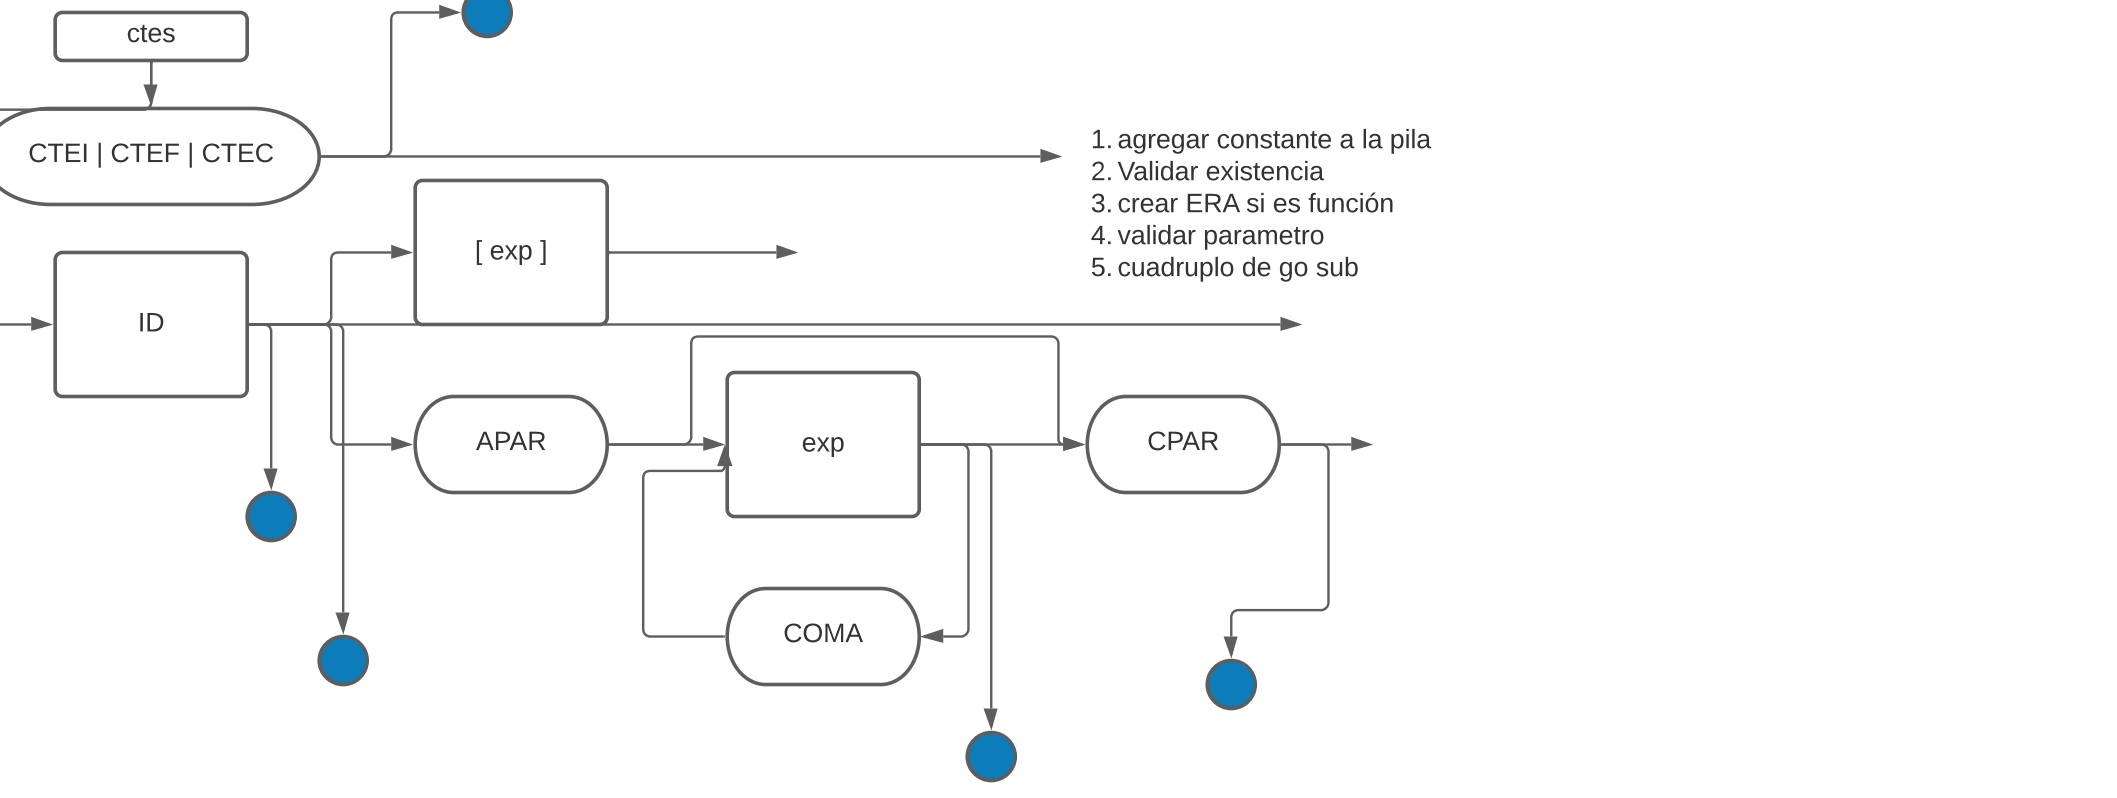 ctes
CTEI | CTEF | CTEC
1. agregar constante a la pila
2. Validar existencia
3. crear ERA si es función
4. validar parametro
5. cuadruplo de go sub
[ exp ]
ID
APAR
exp
CPAR
COMA